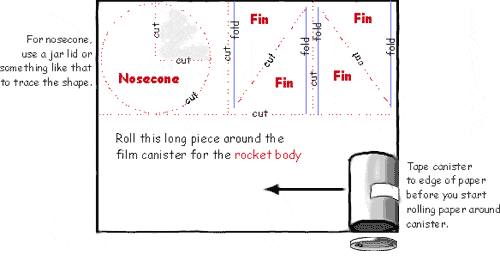 For nosecone,
use a jar lid or
something like that
to trace the shape.
cut
cut
Nosecone
cut
cut
fold
Fin
cut
Fin
fold
cut
fold
Fin
Fin
cut
fold
cut
Roll this long piece around the
film canister for the rocket body
Tape canister
to edge of paper
before you start
rolling paper around
canister.